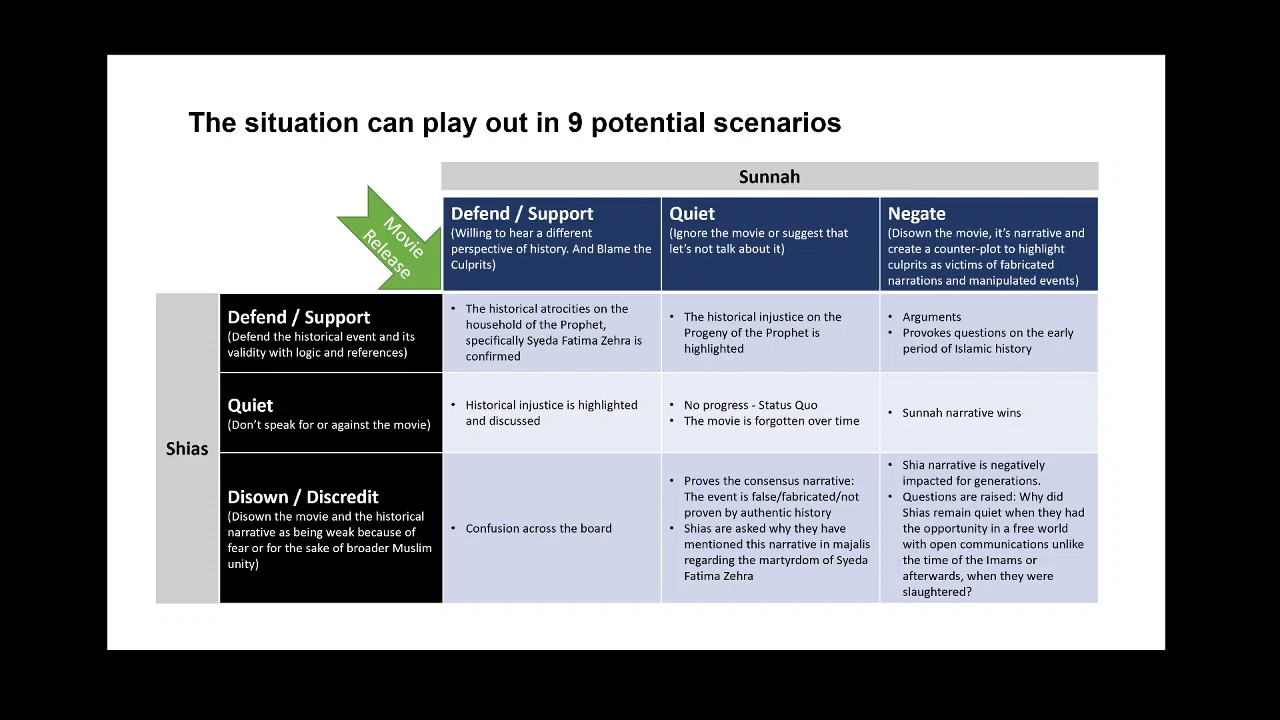 The situation can play out in 9 potential scenarios
Sunnah
Movie
Release
Defend / Support
(Willing to hear a different
perspective of history. And Blame the
Culprits)
Quiet
(Ignore the movie or suggest that
let's not talk about it)
Negate
(Disown the movie, it's narrative and
create a counter-plot to highlight
culprits as victims of fabricated
narrations and manipulated events)
Shias
Defend / Support
(Defend the historical event and its
validity with logic and references)
• The historical atrocities on the
household of the Prophet,
specifically Syeda Fatima Zehra is
confirmed
• The historical injustice on the
Progeny of the Prophet is
highlighted
• Arguments
• Provokes questions on the early
period of Islamic history
Quiet
(Don't speak for or against the movie)
• Historical injustice is highlighted
and discussed
• No progress - Status Quo
• The movie is forgotten over time
• Sunnah narrative wins
Disown / Discredit
(Disown the movie and the historical
narrative as being weak because of
fear or for the sake of broader Muslim
unity)
• Confusion across the board
• Proves the consensus narrative:
The event is false/fabricated/not
proven by authentic history
• Shias are asked why they have
mentioned this narrative in majalis
regarding the martyrdom of Syeda
Fatima Zehra
• Shia narrative is negatively
impacted for generations.
• Questions are raised: Why did
Shias remain quiet when they had
the opportunity in a free world
with open communications unlike
the time of the Imams or
afterwards, when they were
slaughtered?